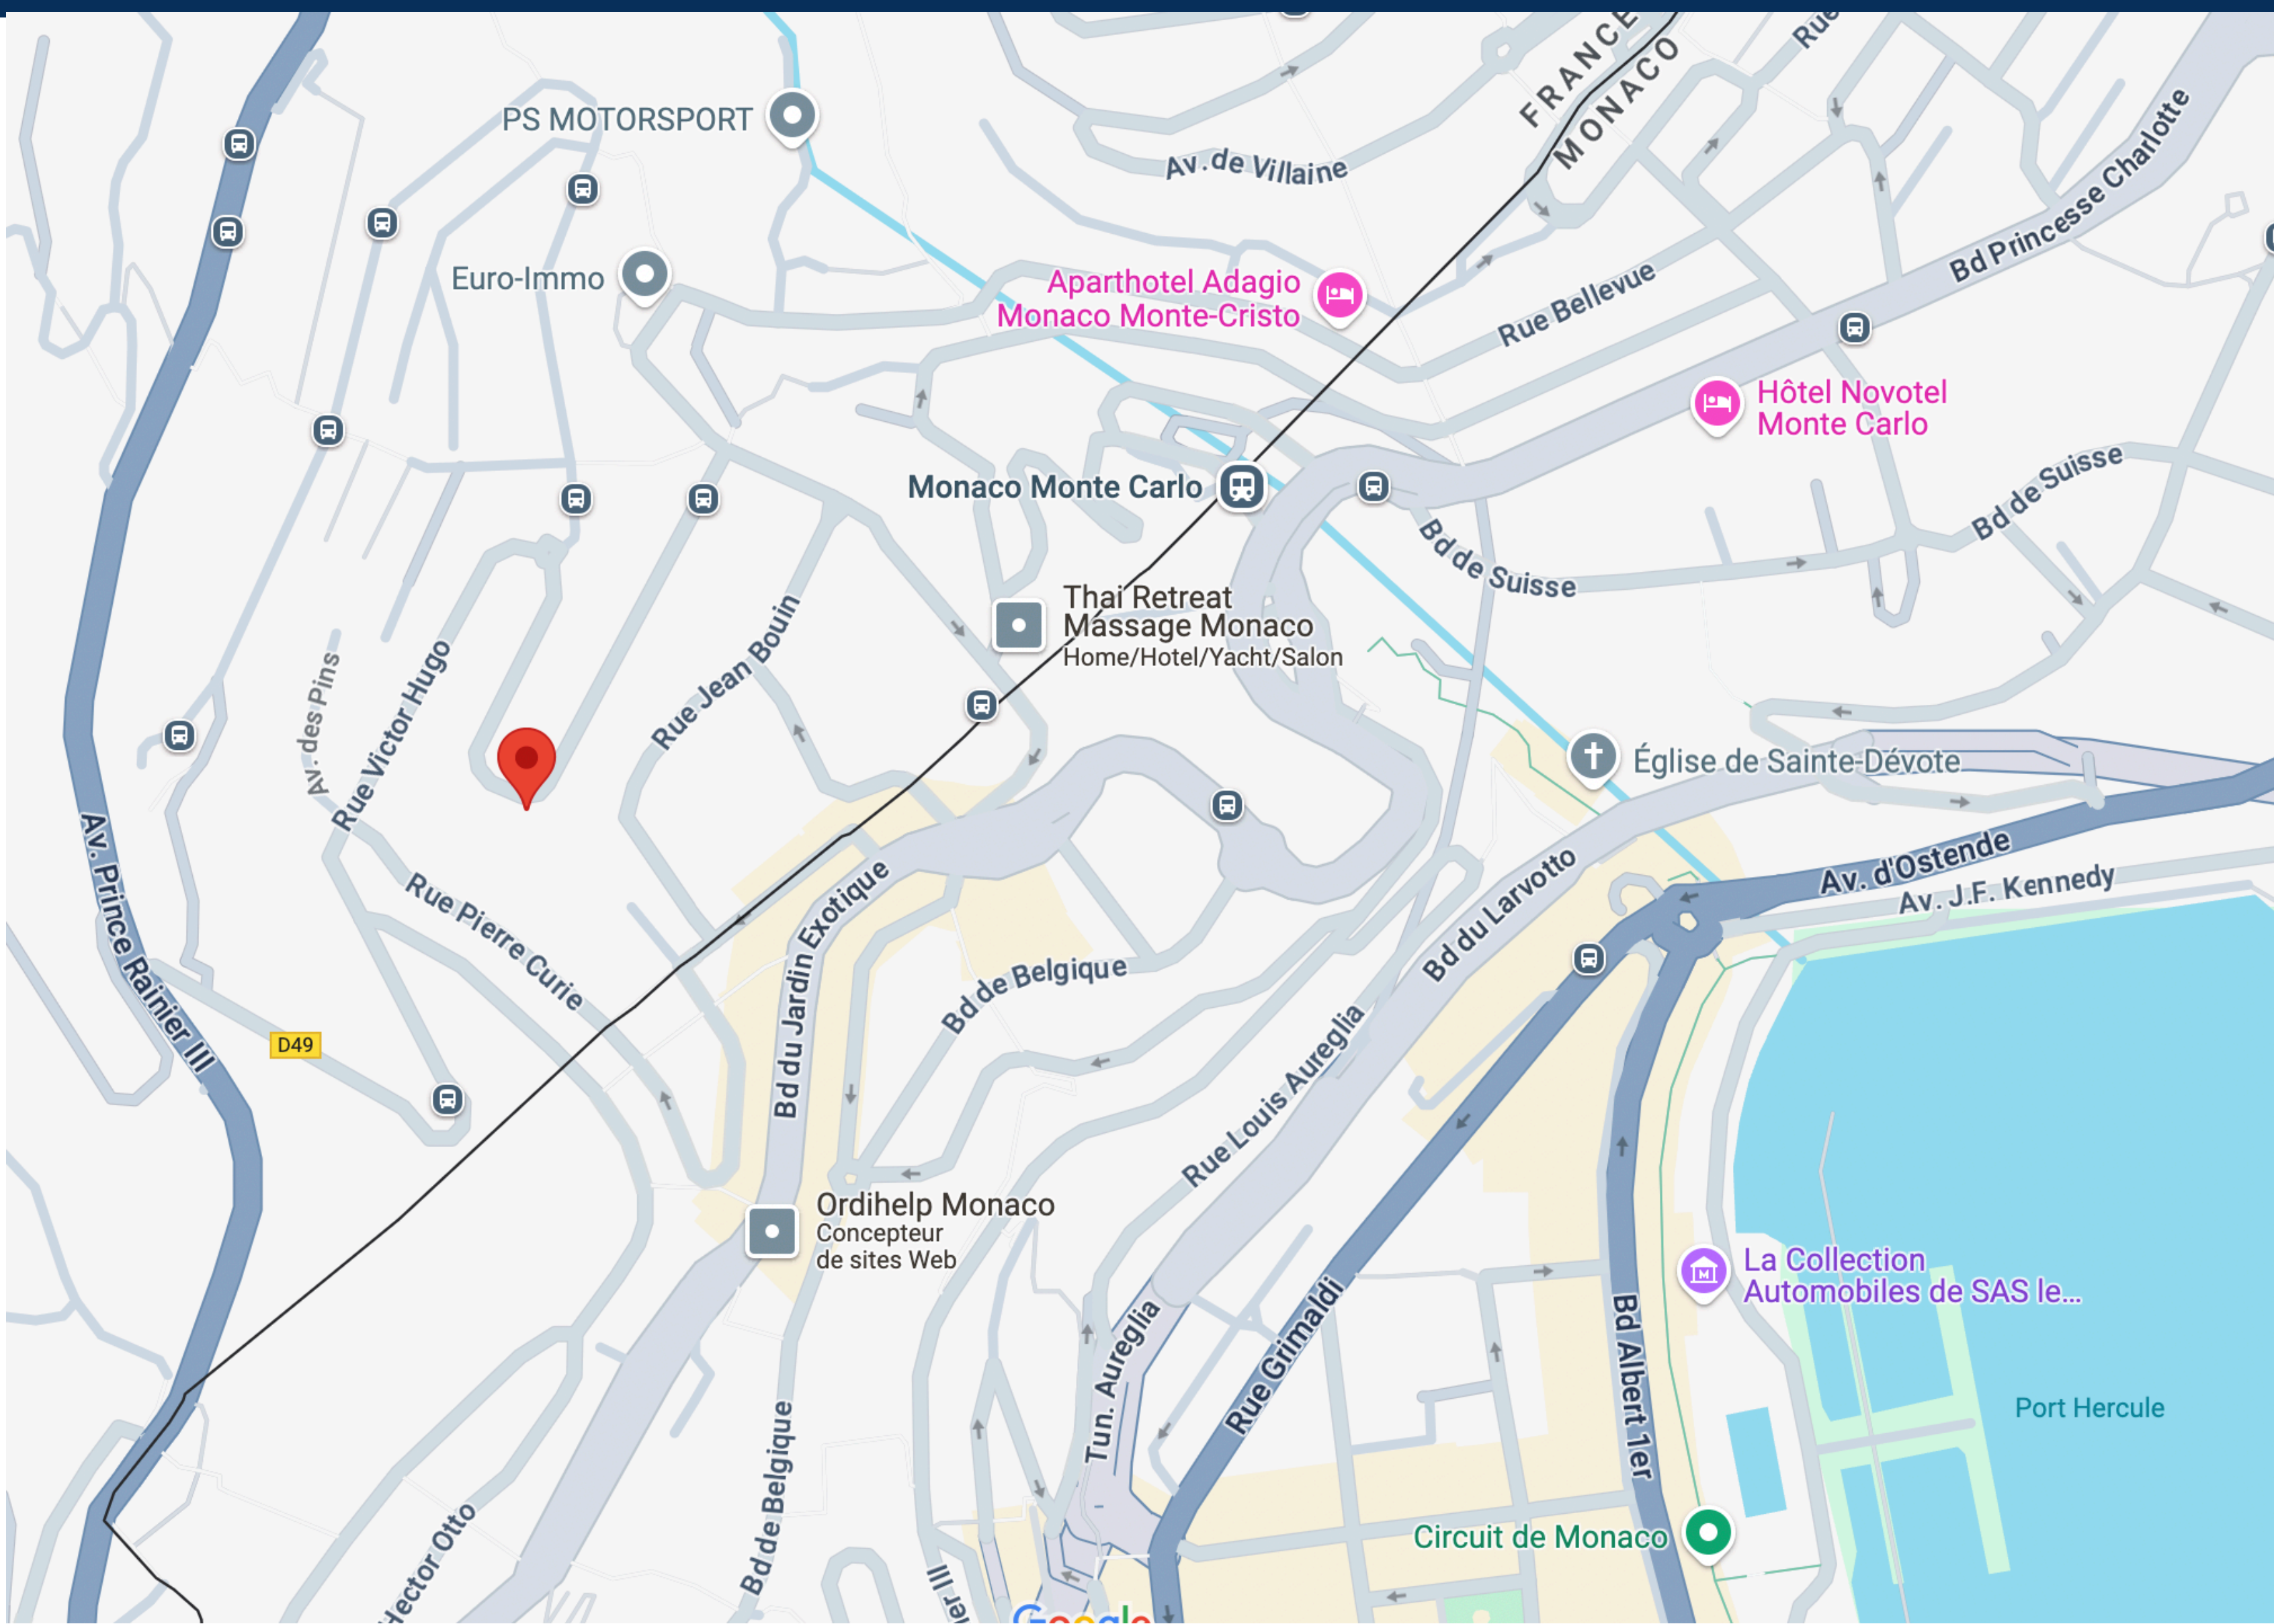 FRANCE
MONACO
Rue
PS MOTORSPORT
Av. de Villaine
Bd Princesse Charlotte
Euro-Immo
Aparthotel Adagio
Monaco Monte-Cristo
Rue Bellevue
Hôtel Novotel
Monte Carlo
Monaco Monte Carlo
Bd de Suisse
Bd de Suisse
Thai Retreat
Massage Monaco
Home/Hotel/Yacht/Salon
Rue Jean Bouin
Av. des Pins
Rue Victor Hugo
Église de Sainte-Dévote
Av. Prince Rainier III
Rue Pierre Curie
Bd du Jardin Exotique
Bd du Larvotto
Av. d'Ostende
Av. J.F. Kennedy
Bd de Belgique
D49
Rue Louis Aureglia
Ordihelp Monaco
Concepteur
de sites Web
La Collection
Automobiles de SAS le...
Tun. Aureglia
Rue Grimaldi
Bd Albert 1er
Port Hercule
Bd de Belgique
Hector Otto
ier III
Circuit de Monaco
Google